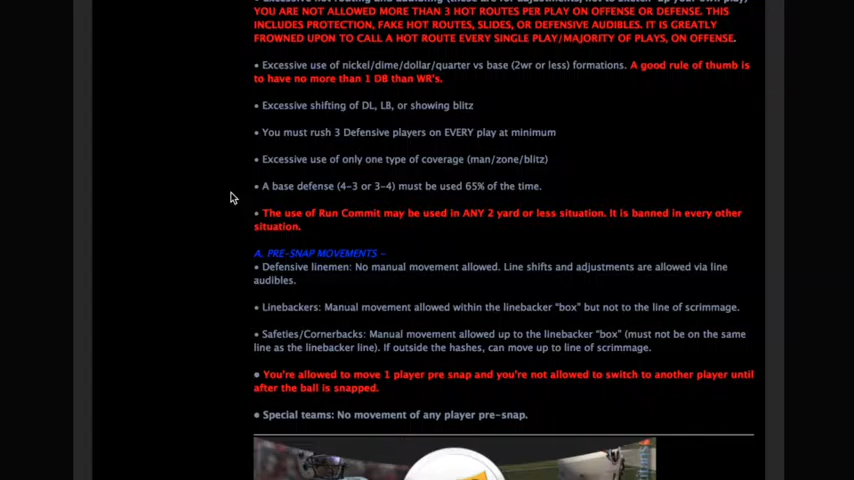 YOU ARE NOT ALLOWED MORE THAN 3 HOT ROUTES PER PLAY ON OFFENSE OR DEFENSE. THIS
INCLUDES PROTECTION, FAKE HOT ROUTES, SLIDES, OR DEFENSIVE AUDIBLES. IT IS GREATLY
FROWNED UPON TO CALL A HOT ROUTE EVERY SINGLE PLAY/MAJORITY OF PLAYS, ON OFFENSE.
• Excessive use of nickel/dime/dollar/quarter vs base (2wr or less) formations. A good rule of thumb is
to have no more than 1 DB than WR's.
• Excessive shifting of DL, LB, or showing blitz
• You must rush 3 Defensive players on EVERY play at minimum
• Excessive use of only one type of coverage (man/zone/blitz)
• A base defense (4-3 or 3-4) must be used 65% of the time.
• The use of Run Commit may be used in ANY 2 yard or less situation. It is banned in every other
situation.
A. PRE-SNAP MOVEMENTS -
• Defensive linemen: No manual movement allowed. Line shifts and adjustments are allowed via line
audibles.
• Linebackers: Manual movement allowed within the linebacker "box" but not to the line of scrimmage.
• Safeties/Cornerbacks: Manual movement allowed up to the linebacker "box" (must not be on the same
line as the linebacker line). If outside the hashes, can move up to line of scrimmage.
• You're allowed to move 1 player pre snap and you're not allowed to switch to another player until
after the ball is snapped.
• Special teams: No movement of any player pre-snap.